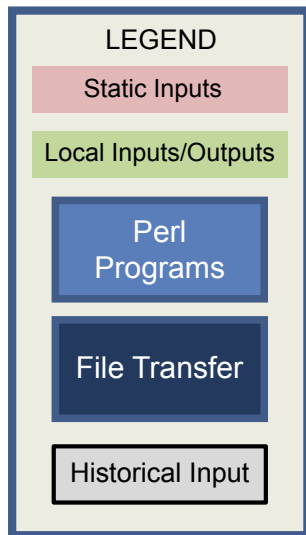 LEGEND
Static Inputs
Local Inputs/Outputs
Perl
Programs
File Transfer
Historical Input